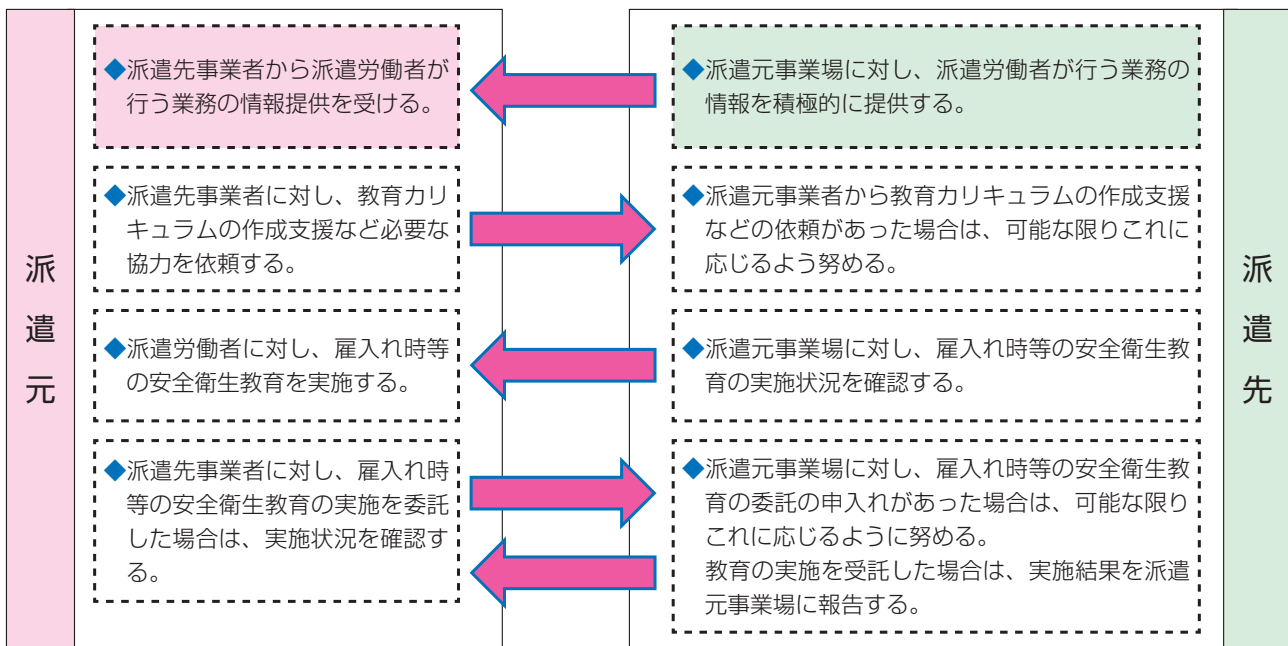 派遣元
◆派遣先事業者から派遣労働者が
行う業務の情報提供を受ける。
◆派遣元事業場に対し、派遣労働者が行う業務の
情報を積極的に提供する。
◆派遣先事業者に対し、教育カリ
キュラムの作成支援など必要な
協力を依頼する。
◆派遣元事業者から教育カリキュラムの作成支援
などの依頼があった場合は、可能な限りこれに
応じるよう努める。
◆派遣労働者に対し、雇入れ時等
の安全衛生教育を実施する。
◆派遣元事業場に対し、雇入れ時等の安全衛生教
育の実施状況を確認する。
◆派遣先事業者に対し、雇入れ時
等の安全衛生教育の実施を委託
した場合は、実施状況を確認す
る。
◆派遣元事業場に対し、雇入れ時等の安全衛生教
育の委託の申入れがあった場合は、可能な限り
これに応じるように努める。
教育の実施を受託した場合は、実施結果を派遣
元事業場に報告する。
派遣先